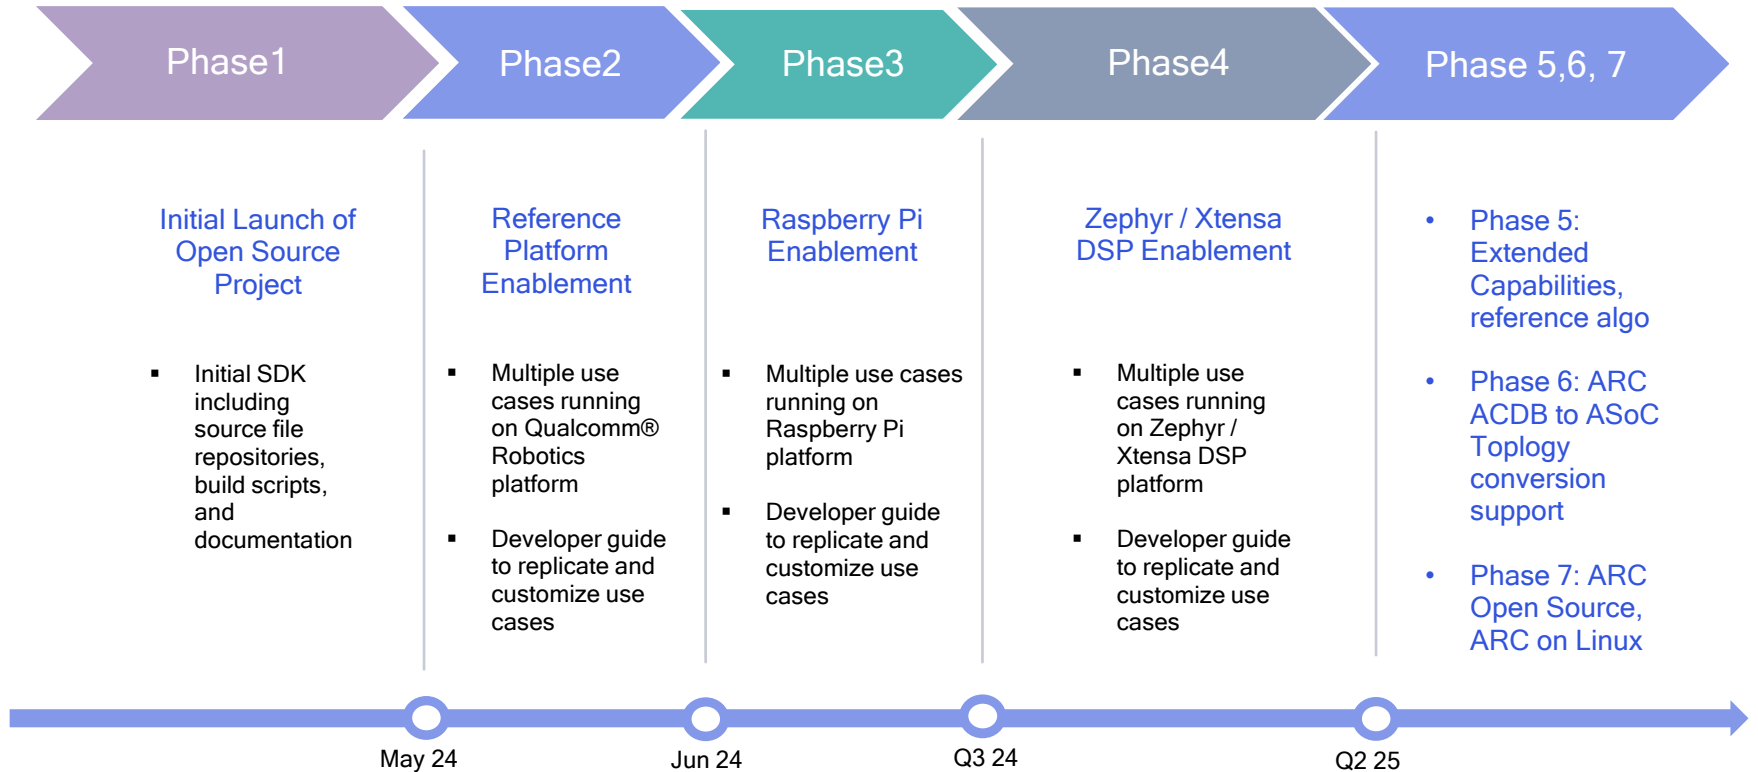 Phase1
Phase2
Phase3
Phase4
Phase 5,6, 7
Initial Launch of
Open Source
Project
▪ Initial SDK
including
source file
repositories,
build scripts,
and
documentation
Reference
Platform
Enablement
▪ Multiple use
cases running
on Qualcomm®
Robotics
platform
▪ Developer guide
to replicate and
customize use
cases
Raspberry Pi
Enablement
▪ Multiple use cases
running on
Raspberry Pi
platform
▪ Developer guide
to replicate and
customize use
cases
Zephyr / Xtensa
DSP Enablement
▪ Multiple use
cases running
on Zephyr /
Xtensa DSP
platform
▪ Developer guide
to replicate and
customize use
cases
• Phase 5:
Extended
Capabilities,
reference algo
• Phase 6: ARC
ACDB to ASoC
Toplogy
conversion
support
• Phase 7: ARC
Open Source,
ARC on Linux
May 24
Jun 24
Q3 24
Q2 25